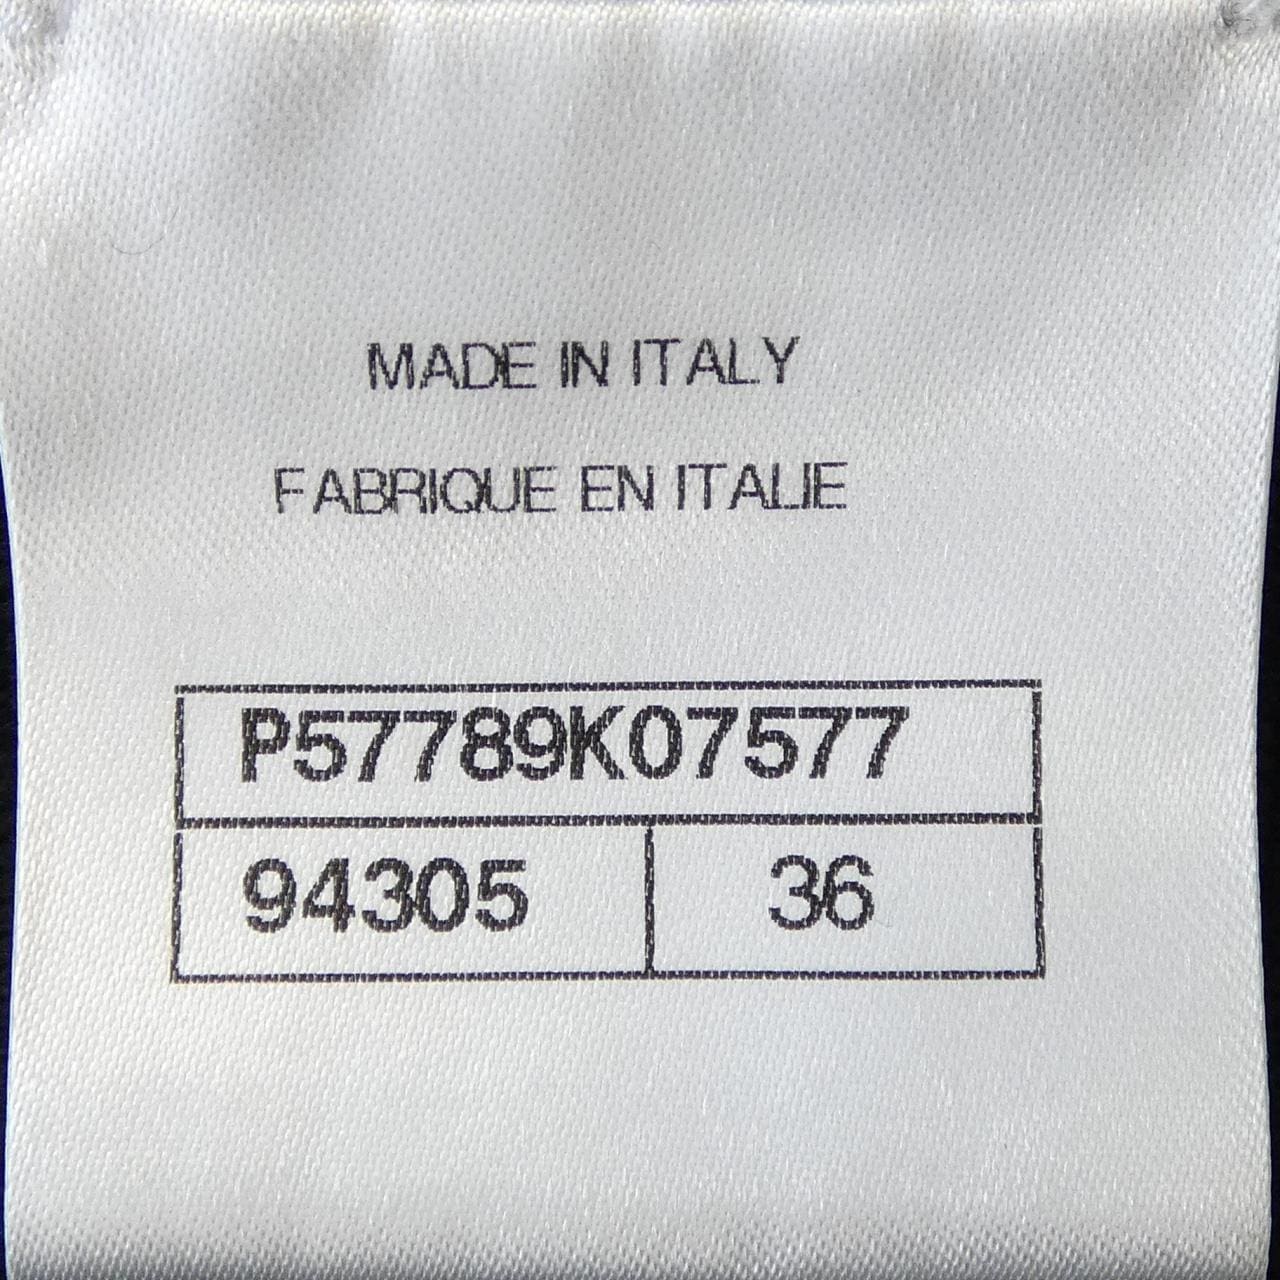 MADE IN ITALY
FABRIQUE EN ITALIE
P57789K07577
94305 36